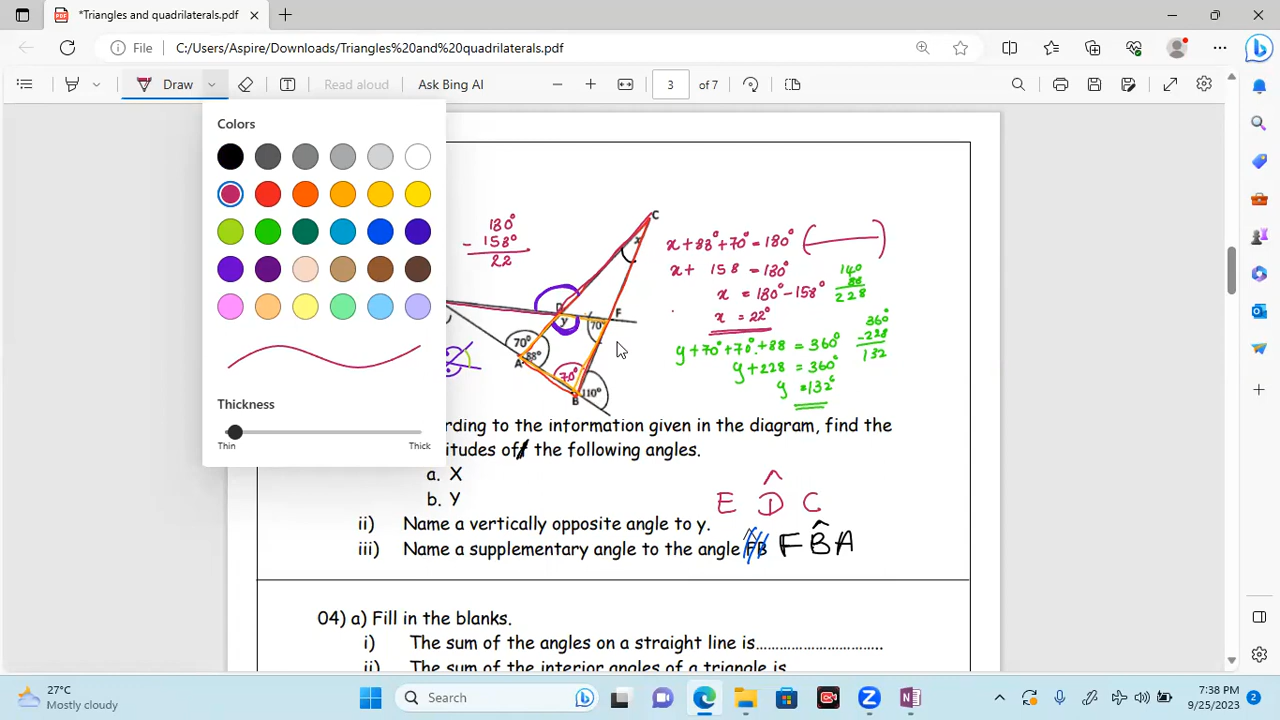 *Triangles and quadrilaterals.pdf
File C:/Users/Aspire/Downloads/Triangles%20and%20quadrilaterals.pdf
Draw Read aloud Ask Bing AI 3 of 7
Colors
Thickness
Thin Thick
180°
- 158°
22
C
x
D
y
F
70°
70°
88°
A
70°
110°
B
x + 88° + 70° = 180°
x + 158 = 180°
x = 180° - 158°
x = 22°
140
88
228
y + 70° + 70° + 88 = 360°
y + 228 = 360°
y = 132°
360°
-228
132
rding to the information given in the diagram, find the
itudes of the following angles.
a. X
b. Y
E D̂ C
ii) Name a vertically opposite angle to y.
iii) Name a supplementary angle to the angle F B̂ A
04) a) Fill in the blanks.
i) The sum of the angles on a straight line is…………………………..
ii) The sum of the interior angles of a triangle is
27°C
Mostly cloudy
Search
7:38 PM
9/25/2023
2